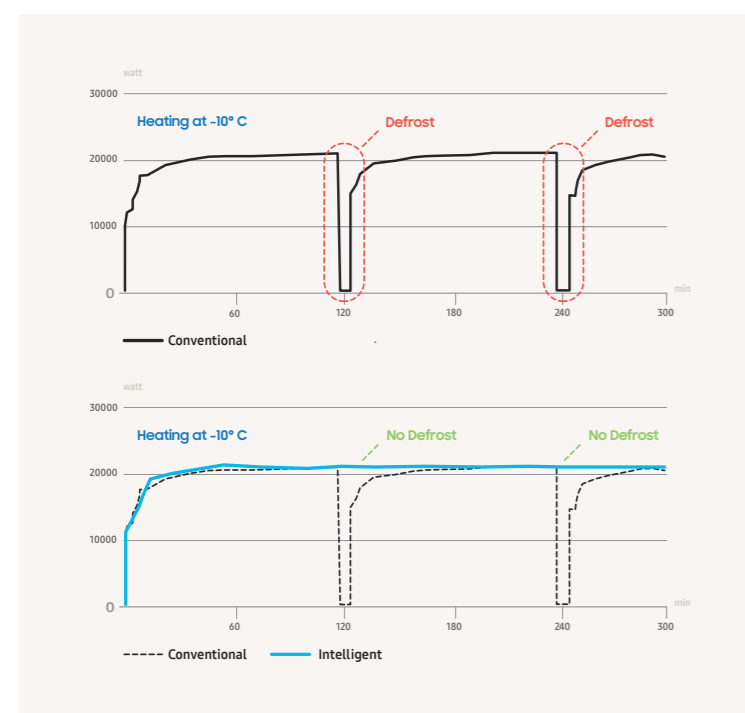 watt
30000
Heating at -10° C
Defrost
Defrost
20000
10000
0
min
60
120
180
240
300
Conventional
watt
30000
Heating at -10° C
No Defrost
No Defrost
20000
10000
0
min
60
120
180
240
300
Conventional
Intelligent